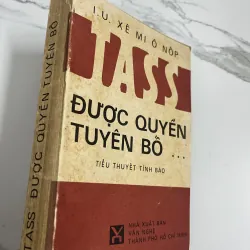 I.U. XÊ MI Ô NỐP
TASS
ĐƯỢC QUYỀN
TUYÊN BỐ ...
TIỂU THUYẾT TÌNH BÁO
NHÀ XUẤT BẢN
VĂN NGHỆ
THÀNH PHỐ HỒ CHÍ MINH
TASS ĐƯỢC QUYỀN TUYÊN BỐ